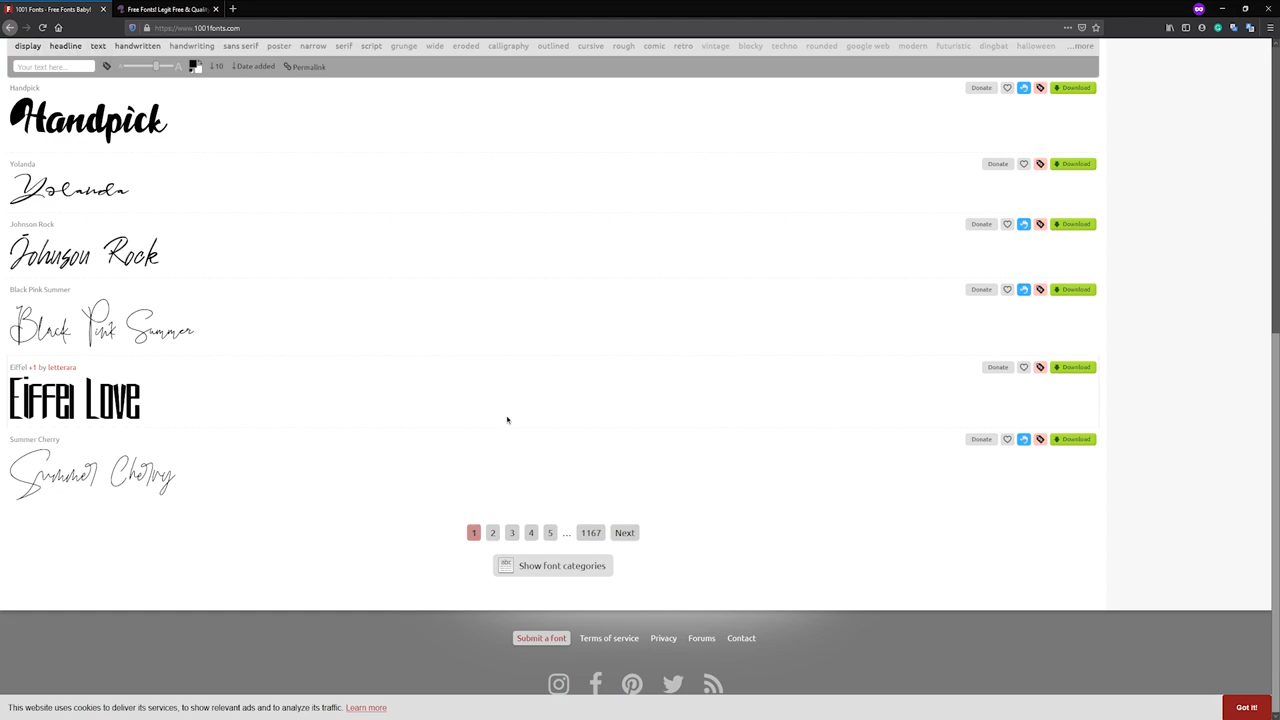 1001 Fonts - Free Fonts Baby!
Free Fonts! Legit Free & Quali
https://www.1001fonts.com
display headline text handwritten handwriting sans serif poster narrow serif script grunge wide eroded calligraphy outlined cursive rough comic retro vintage blocky techno rounded google web modern futuristic dingbat halloween ...more
Your text here... A A 10 Date added Permalink
Handpick Donate Download
Handpick
Yolanda Donate Download
Yolanda
Johnson Rock Donate Download
Johnson Rock
Black Pink Summer Donate Download
Black Pink Summer
Eiffel +1 by letterara Donate Download
Eiffel Love
Summer Cherry Donate Download
Summer Cherry
1 2 3 4 5 ... 1167 Next
abc Show font categories
Submit a font Terms of service Privacy Forums Contact
This website uses cookies to deliver its services, to show relevant ads and to analyze its traffic. Learn more Got it!